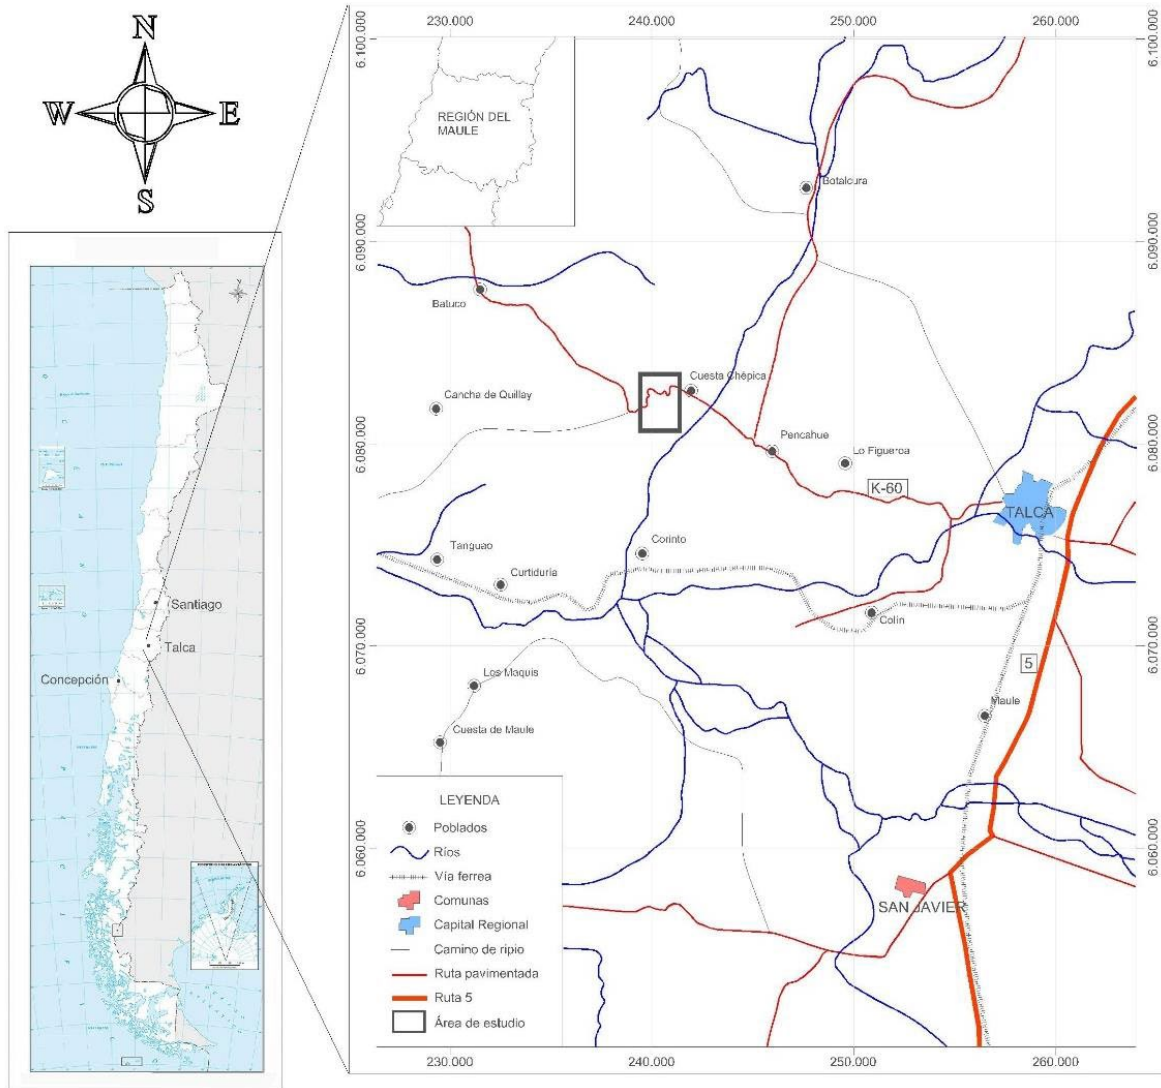 N
W
E
S
Santiago
Talca
Concepción
230.000
240.000
250.000
260.000
6.100.000
6.100.000
REGIÓN DEL
MAULE
Botalcura
6.090.000
6.090.000
Batuco
Cuesta Chépica
Cancha de Quillay
Pencahue
Lo Figueroa
6.080.000
6.080.000
K-60
TALCA
Tanguao
Corinto
Curtiduría
Colin
6.070.000
6.070.000
5
Los Maquis
Maule
Cuesta de Maule
LEYENDA
Poblados
Ríos
Vía ferrea
Comunas
Capital Regional
Camino de ripio
Ruta pavimentada
Ruta 5
Área de estudio
6.060.000
6.060.000
SAN JAVIER
230.000
240.000
250.000
260.000